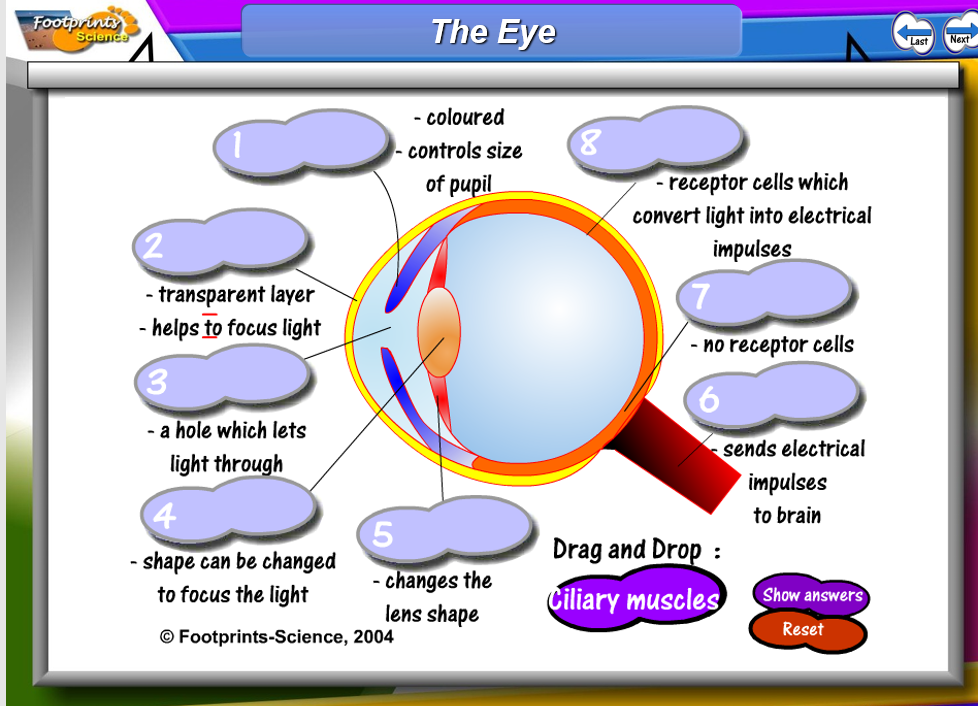 Footprints
Science
The Eye
Last
Next
1
- coloured
- controls size
of pupil
8
- receptor cells which
convert light into electrical
impulses
2
- transparent layer
- helps to focus light
7
- no receptor cells
3
- a hole which lets
light through
6
- sends electrical
impulses
to brain
4
- shape can be changed
to focus the light
5
- changes the
lens shape
Drag and Drop :
Ciliary muscles
Show answers
Reset
© Footprints-Science, 2004